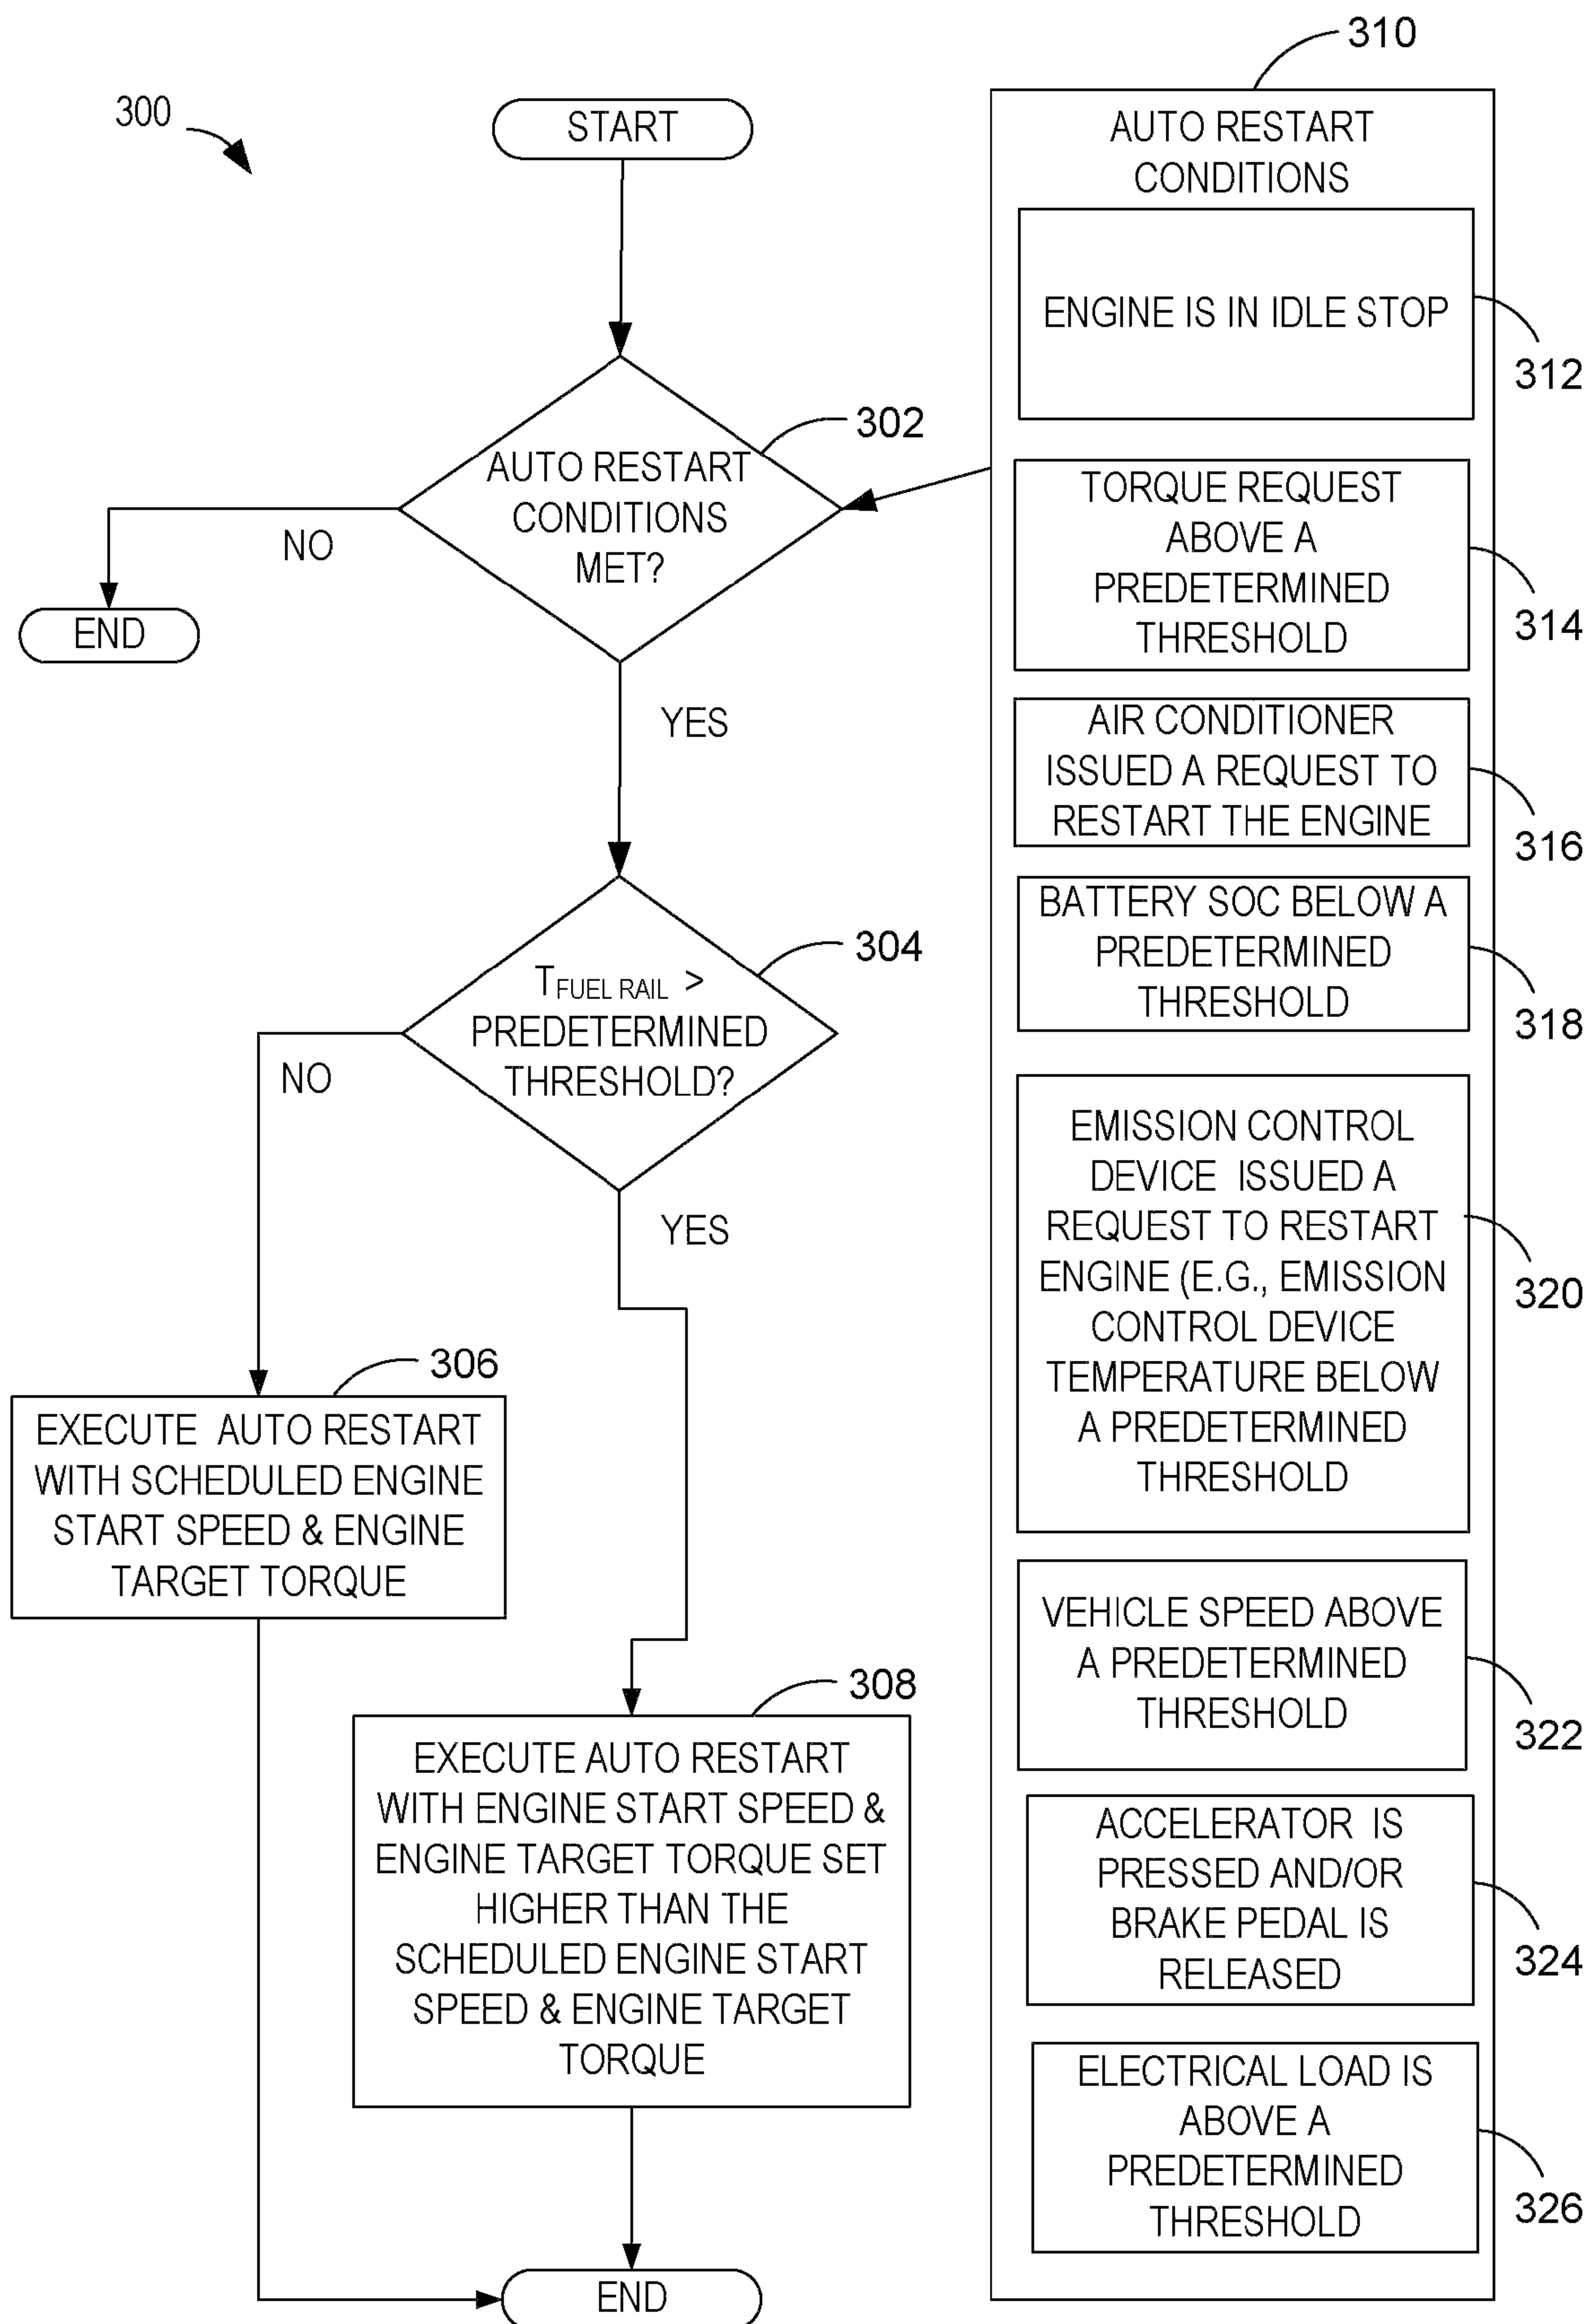 300
START
302
AUTO RESTART
CONDITIONS
MET?
NO
END
YES
304
T FUEL RAIL >
PREDETERMINED
THRESHOLD?
NO
YES
306
EXECUTE AUTO RESTART
WITH SCHEDULED ENGINE
START SPEED & ENGINE
TARGET TORQUE
308
EXECUTE AUTO RESTART
WITH ENGINE START SPEED &
ENGINE TARGET TORQUE SET
HIGHER THAN THE
SCHEDULED ENGINE START
SPEED & ENGINE TARGET
TORQUE
END
310
AUTO RESTART
CONDITIONS
ENGINE IS IN IDLE STOP
312
TORQUE REQUEST
ABOVE A
PREDETERMINED
THRESHOLD
314
AIR CONDITIONER
ISSUED A REQUEST TO
RESTART THE ENGINE
316
BATTERY SOC BELOW A
PREDETERMINED
THRESHOLD
318
EMISSION CONTROL
DEVICE ISSUED A
REQUEST TO RESTART
ENGINE (E.G., EMISSION
CONTROL DEVICE
TEMPERATURE BELOW
A PREDETERMINED
THRESHOLD
320
VEHICLE SPEED ABOVE
A PREDETERMINED
THRESHOLD
322
ACCELERATOR IS
PRESSED AND/OR
BRAKE PEDAL IS
RELEASED
324
ELECTRICAL LOAD IS
ABOVE A
PREDETERMINED
THRESHOLD
326